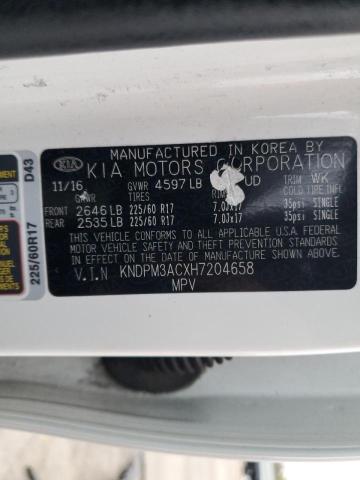 MANUFACTURED IN KOREA BY
KIA KIA MOTORS CORPORATION
11/16 GVWR 4597 LB UD TRIM WK
GAWR TIRES COLD TIRE INFL
FRONT 2646 LB 225/60 R17 7.0Jx17 35psi SINGLE
REAR 2535 LB 225/60 R17 7.0Jx17 35psi SINGLE
THIS VEHICLE CONFORMS TO ALL APPLICABLE U.S.A. FEDERAL
MOTOR VEHICLE SAFETY AND THEFT PREVENTION STANDARDS
IN EFFECT ON THE DATE OF MANUFACTURE SHOWN ABOVE.
V.I.N KNDPM3ACXH7204658
MPV
225/60R17 D43